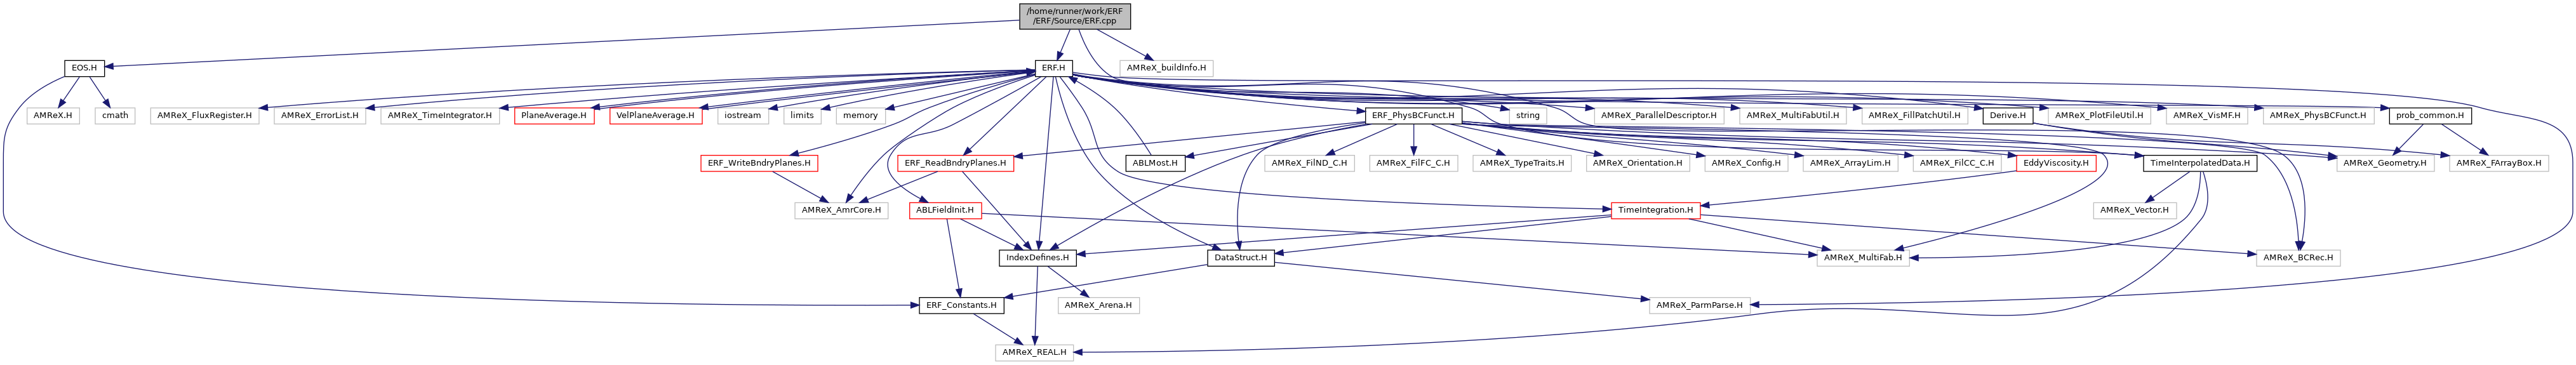 /home/runner/work/ERF
/ERF/Source/ERF.cpp
EOS.H
ERF.H
AMReX_buildInfo.H
AMReX.H
cmath
AMReX_FluxRegister.H
AMReX_ErrorList.H
AMReX_TimeIntegrator.H
PlaneAverage.H
VelPlaneAverage.H
iostream
limits
memory
ERF_PhysBCFunct.H
string
AMReX_ParallelDescriptor.H
AMReX_MultiFabUtil.H
AMReX_FillPatchUtil.H
Derive.H
AMReX_PlotFileUtil.H
AMReX_VisMF.H
AMReX_PhysBCFunct.H
prob_common.H
ERF_WriteBndryPlanes.H
ERF_ReadBndryPlanes.H
ABLMost.H
AMReX_FilND_C.H
AMReX_FilFC_C.H
AMReX_TypeTraits.H
AMReX_Orientation.H
AMReX_Config.H
AMReX_ArrayLim.H
AMReX_FilCC_C.H
EddyViscosity.H
TimeInterpolatedData.H
AMReX_Geometry.H
AMReX_FArrayBox.H
AMReX_AmrCore.H
ABLFieldInit.H
TimeIntegration.H
AMReX_Vector.H
IndexDefines.H
DataStruct.H
AMReX_MultiFab.H
AMReX_BCRec.H
ERF_Constants.H
AMReX_Arena.H
AMReX_ParmParse.H
AMReX_REAL.H